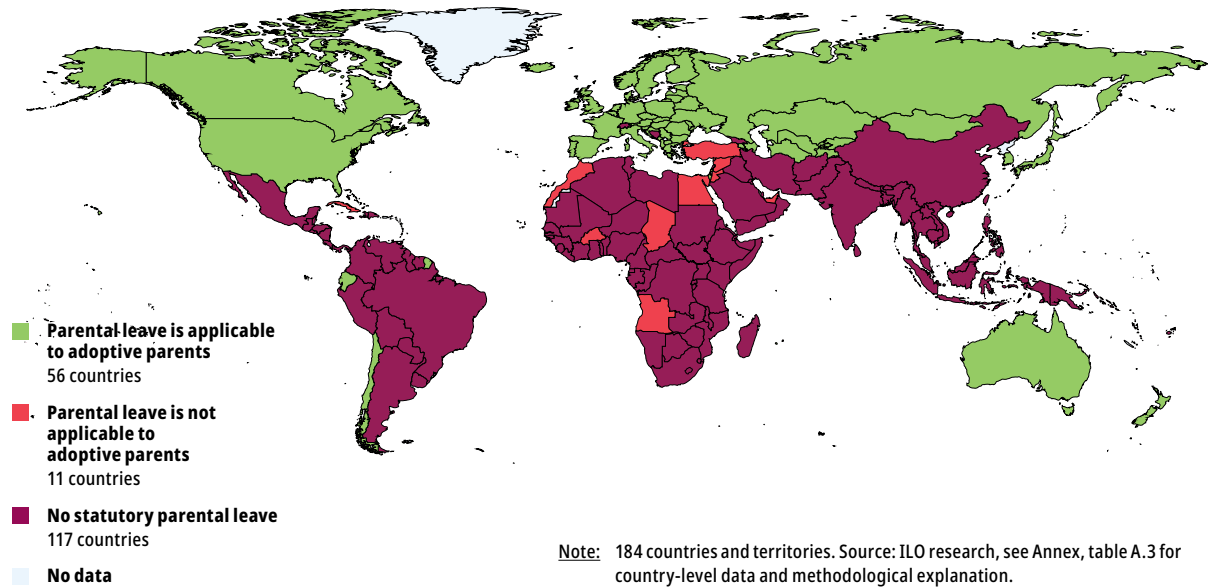 Parental leave is applicable
to adoptive parents
56 countries
Parental leave is not
applicable to
adoptive parents
11 countries
No statutory parental leave
117 countries
No data
Note: 184 countries and territories. Source: ILO research, see Annex, table A.3 for
country-level data and methodological explanation.